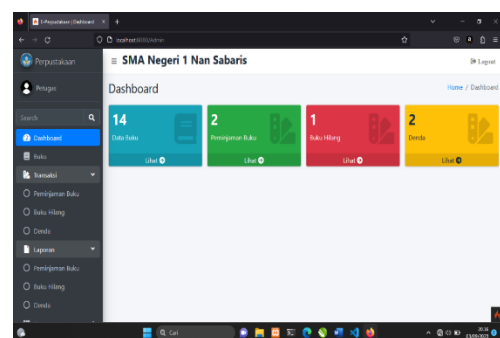 E-Perpustakaan | Dashboard
localhost:8080/Admin
Perpustakaan
SMA Negeri 1 Nan Sabaris
Logout
Petugas
Dashboard
Home / Dashboard
Search
Dashboard
Buku
Transaksi
Peminjaman Buku
Buku Hilang
Denda
Laporan
Peminjaman Buku
Buku Hilang
Denda
14
Data Buku
Lihat
2
Peminjaman Buku
Lihat
1
Buku Hilang
Lihat
2
Denda
Lihat
Cari
20.16